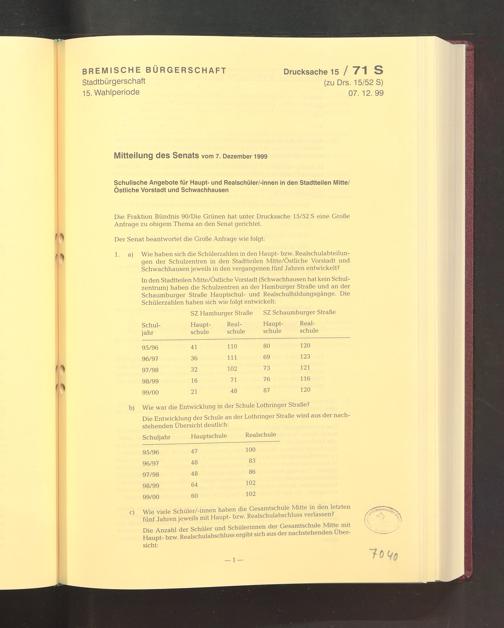 BREMISCHE BÜRGERSCHAFT
Stadtbürgerschaft
15. Wahlperiode
Drucksache 15 / 71 S
(zu Drs. 15/52 S)
07. 12. 99
Mitteilung des Senats vom 7. Dezember 1999
Schulische Angebote für Haupt- und Realschüler/-innen in den Stadtteilen Mitte/
Östliche Vorstadt und Schwachhausen
Die Fraktion Bündnis 90/Die Grünen hat unter Drucksache 15/52 S eine Große
Anfrage zu obigem Thema an den Senat gerichtet.
Der Senat beantwortet die Große Anfrage wie folgt:
1. a) Wie haben sich die Schülerzahlen in den Haupt- bzw. Realschulabteilun-
gen der Schulzentren in den Stadtteilen Mitte/Östliche Vorstadt und
Schwachhausen jeweils in den vergangenen fünf Jahren entwickelt?
In den Stadtteilen Mitte/Östliche Vorstadt (Schwachhausen hat kein Schul-
zentrum) haben die Schulzentren an der Hamburger Straße und an der
Schaumburger Straße Hauptschul- und Realschulbildungsgänge. Die
Schülerzahlen haben sich wie folgt entwickelt:
SZ Hamburger Straße SZ Schaumburger Straße
Schul- Haupt- Real- Haupt- Real-
jahr schule schule schule schule
95/96 41 110 80 120
96/97 36 111 69 123
97/98 32 102 73 121
98/99 16 71 76 116
99/00 21 48 87 120
b) Wie war die Entwicklung in der Schule Lothringer Straße?
Die Entwicklung der Schule an der Lothringer Straße wird aus der nach-
stehenden Übersicht deutlich:
Schuljahr Hauptschule Realschule
95/96 47 100
96/97 48 83
97/98 48 86
98/99 64 102
99/00 60 102
c) Wie viele Schüler/-innen haben die Gesamtschule Mitte in den letzten
fünf Jahren jeweils mit Haupt- bzw. Realschulabschluss verlassen?
Die Anzahl der Schüler und Schülerinnen der Gesamtschule Mitte mit
Haupt- bzw. Realschulabschluss ergibt sich aus der nachstehenden Über-
sicht:
— 1 —
7040